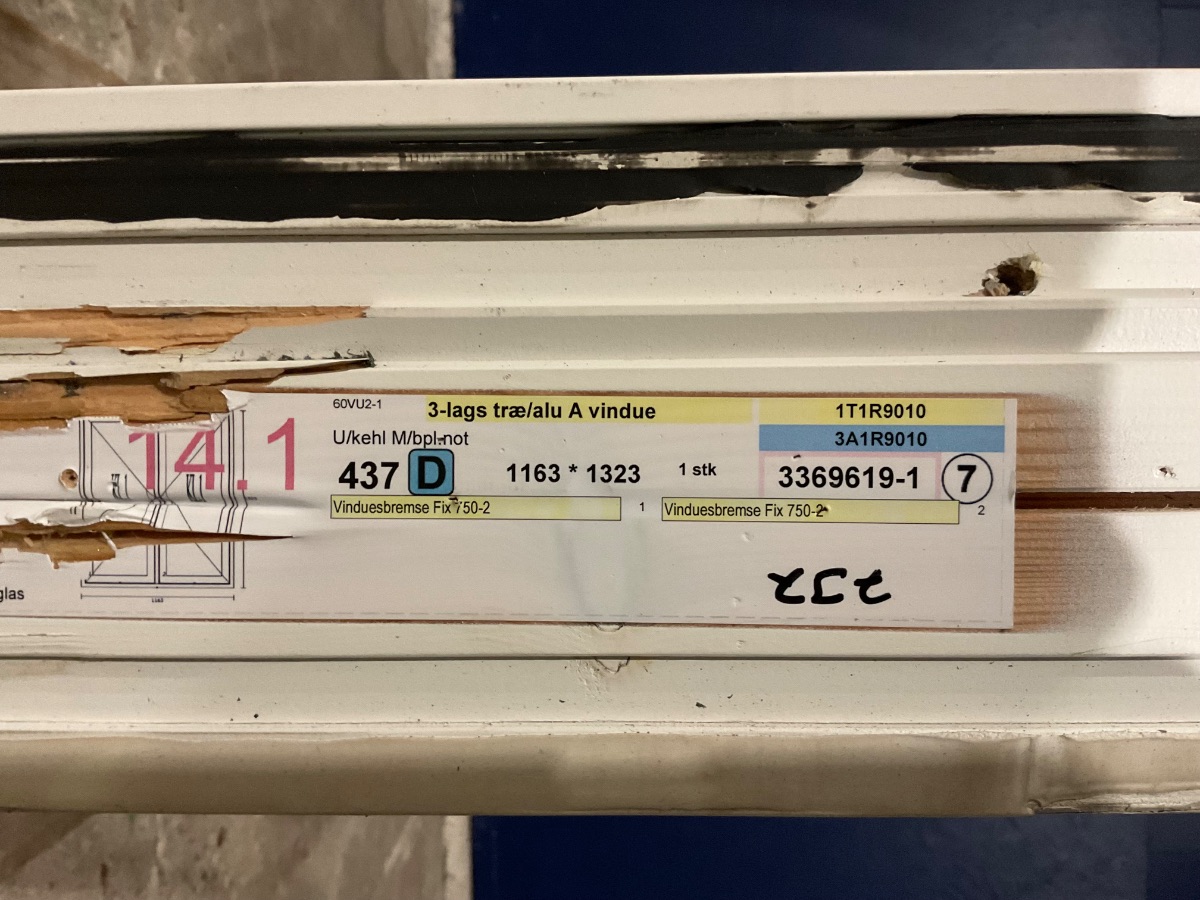 60VU2-1
3-lags træ/alu A vindue
1T1R9010
U/kehl M/bpl-not
3A1R9010
14.1
437 D 1163 * 1323 1 stk 3369619-1 7
Vinduesbremse Fix 750-2 1 Vinduesbremse Fix 750-2 2
1163
glas